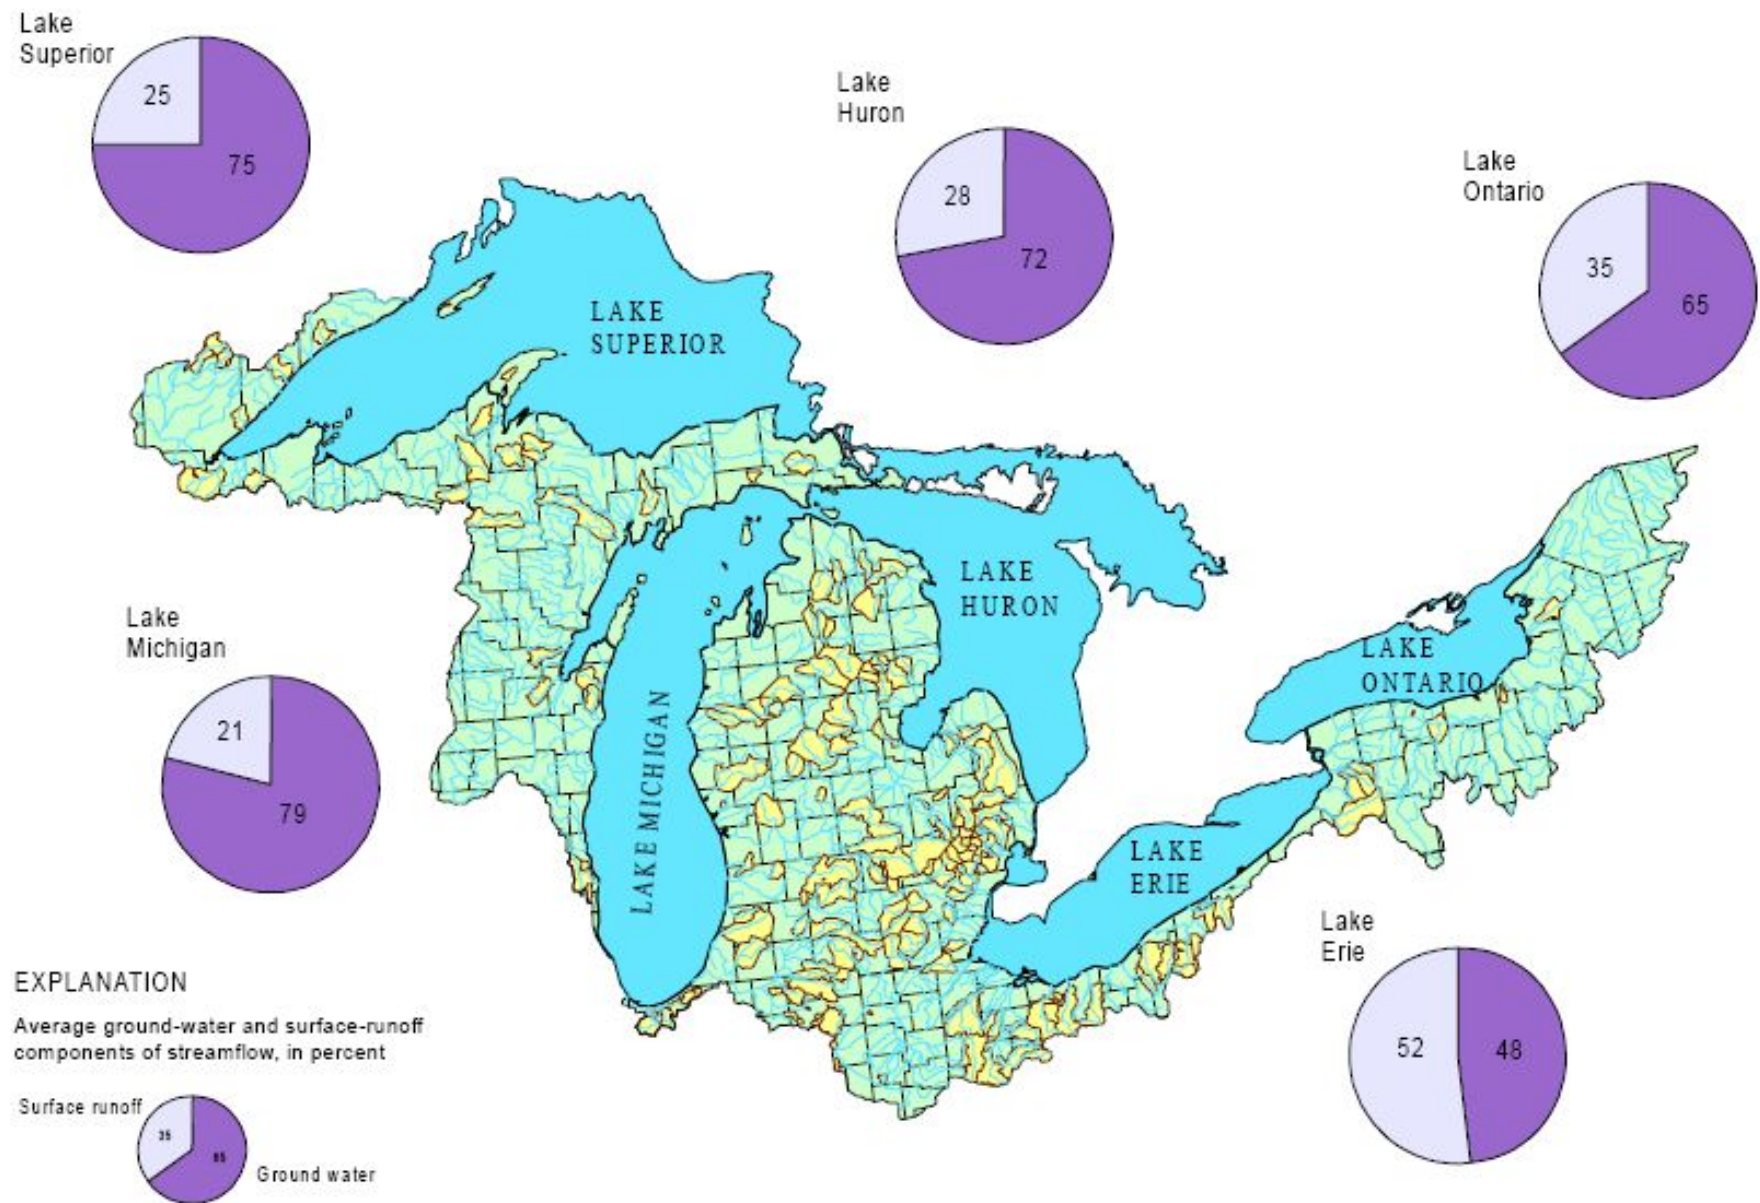 Lake
Superior
25
75
Lake
Huron
28
72
Lake
Ontario
35
65
LAKE
SUPERIOR
LAKE
HURON
LAKE
ONTARIO
Lake
Michigan
21
79
LAKE MICHIGAN
LAKE
ERIE
Lake
Erie
52
48
EXPLANATION
Average ground-water and surface-runoff
components of streamflow, in percent
Surface runoff
35
65
Ground water